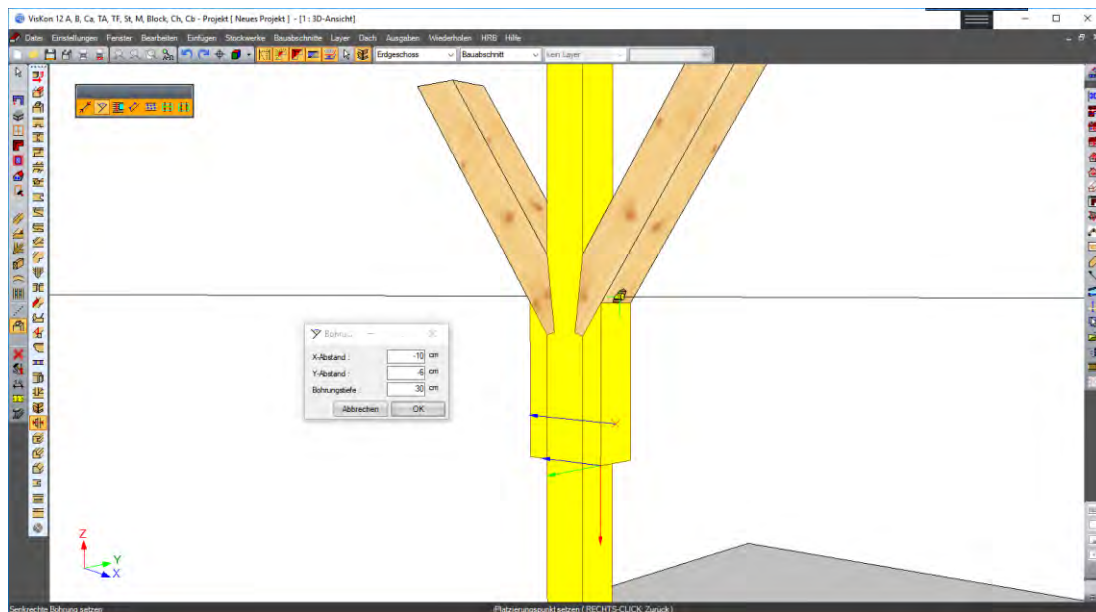 VisKon 12 A, B, Ca, TA, TF, St, M, Block, Ch, Cb - Projekt [ Neues Projekt ] - [1 : 3D-Ansicht]
Datei Einstellungen Fenster Bearbeiten Einfügen Stockwerke Bauabschnitte Layer Dach Ausgaben Wiederholen HRB Hilfe
Erdgeschoss Bauabschnitt kein Layer
Bohru...
X-Abstand : -10 cm
Y-Abstand : -6 cm
Bohrungstiefe : 30 cm
Abbrechen OK
Z
Y
X
Senkrechte Bohrung setzen /Platzierungspunkt setzen ( RECHTS-CLICK: Zurück )